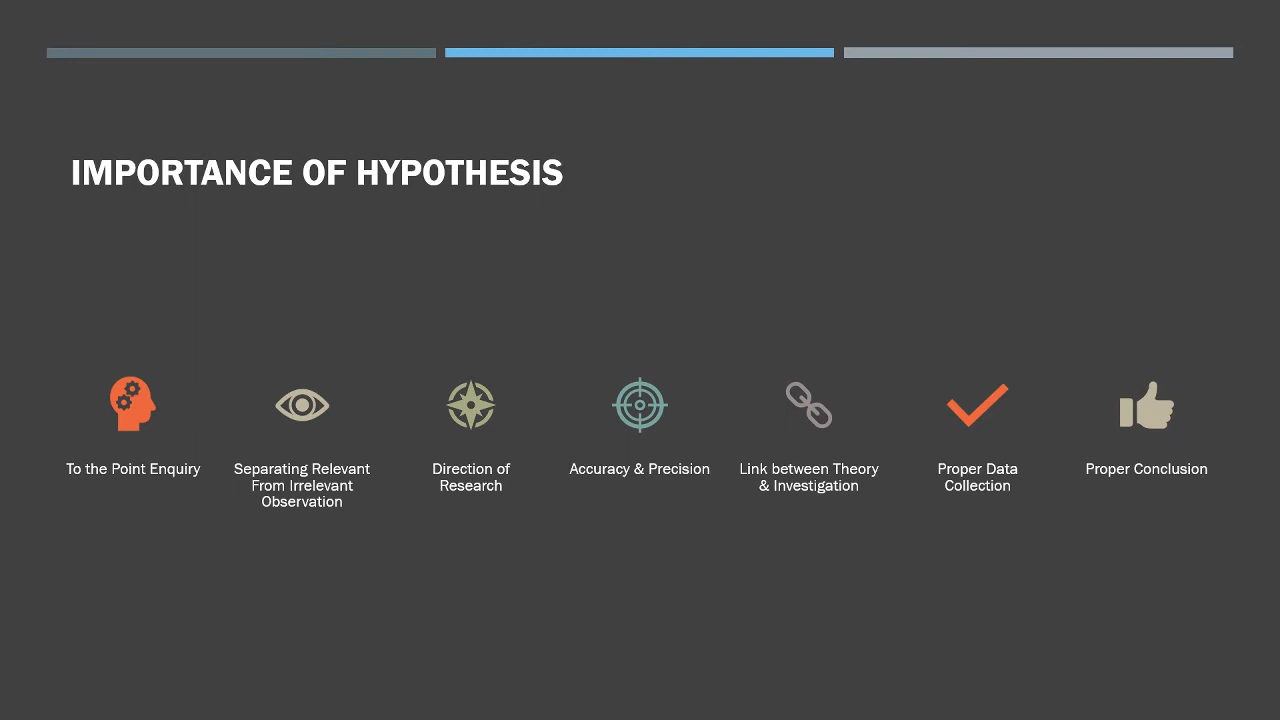 IMPORTANCE OF HYPOTHESIS
To the Point Enquiry
Separating Relevant
From Irrelevant
Observation
Direction of
Research
Accuracy & Precision
Link between Theory
& Investigation
Proper Data
Collection
Proper Conclusion